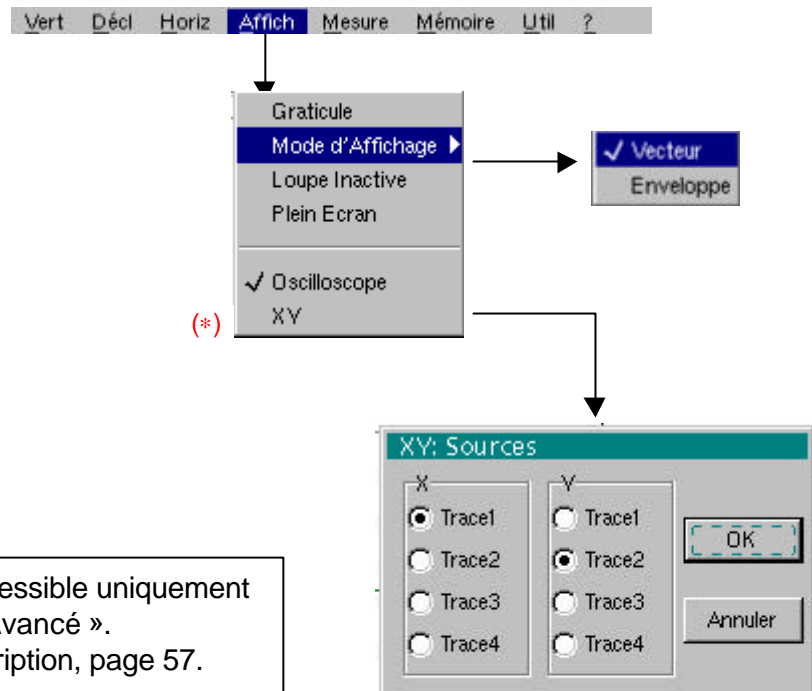 Vert Décl Horiz Affich Mesure Mémoire Util ?
Graticule
Mode d'Affichage
Loupe Inactive
Plein Ecran
Oscilloscope
(*) XY
Vecteur
Enveloppe
XY: Sources
X Y
Trace1 Trace1
Trace2 Trace2
Trace3 Trace3
Trace4 Trace4
OK
Annuler
essible uniquement
vancé ».
ription, page 57.